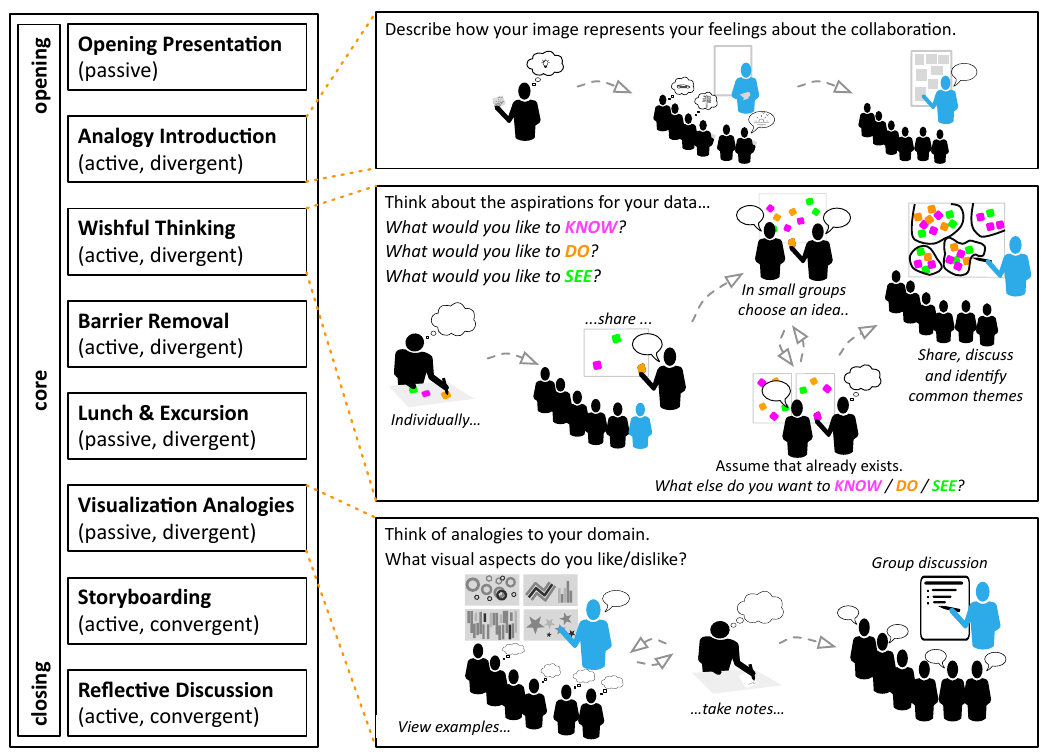 opening
core
closing
Opening Presentation
(passive)
Analogy Introduction
(active, divergent)
Wishful Thinking
(active, divergent)
Barrier Removal
(active, divergent)
Lunch & Excursion
(passive, divergent)
Visualization Analogies
(passive, divergent)
Storyboarding
(active, convergent)
Reflective Discussion
(active, convergent)
Describe how your image represents your feelings about the collaboration.
Think about the aspirations for your data...
What would you like to KNOW?
What would you like to DO?
What would you like to SEE?
Individually...
...share ...
In small groups
choose an idea..
Assume that already exists.
What else do you want to KNOW / DO / SEE?
Share, discuss
and identify
common themes
Think of analogies to your domain.
What visual aspects do you like/dislike?
View examples...
...take notes...
Group discussion